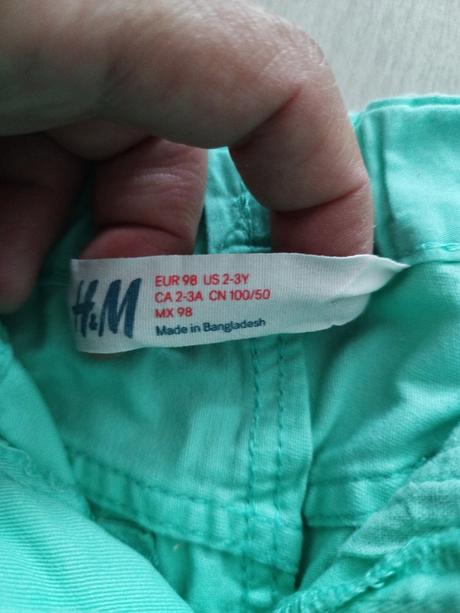 H&M
EUR 98 US 2-3Y
CA 2-3A CN 100/50
MX 98
Made in Bangladesh